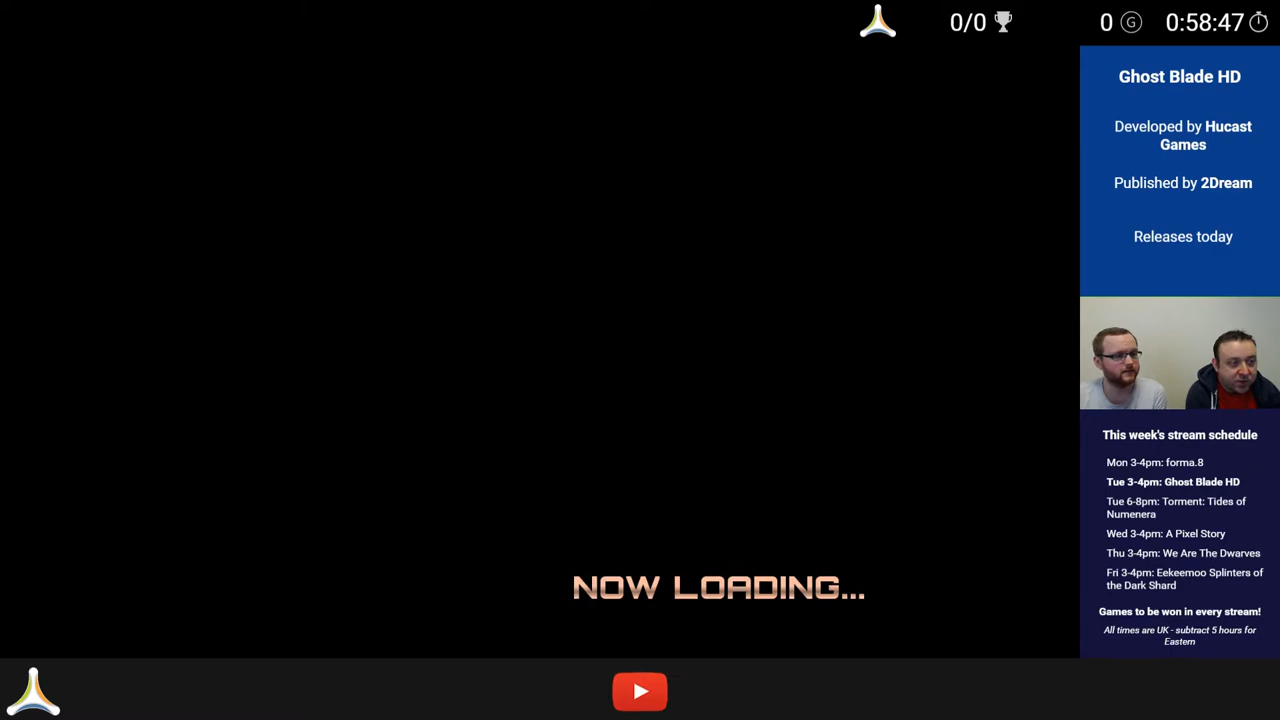 0/0
0 G 0:58:47
Ghost Blade HD
Developed by Hucast
Games
Published by 2Dream
Releases today
This week's stream schedule
Mon 3-4pm: forma.8
Tue 3-4pm: Ghost Blade HD
Tue 6-8pm: Torment: Tides of
Numenera
Wed 3-4pm: A Pixel Story
Thu 3-4pm: We Are The Dwarves
Fri 3-4pm: Eekeemoo Splinters of
the Dark Shard
Games to be won in every stream!
All times are UK - subtract 5 hours for
Eastern
NOW LOADING...